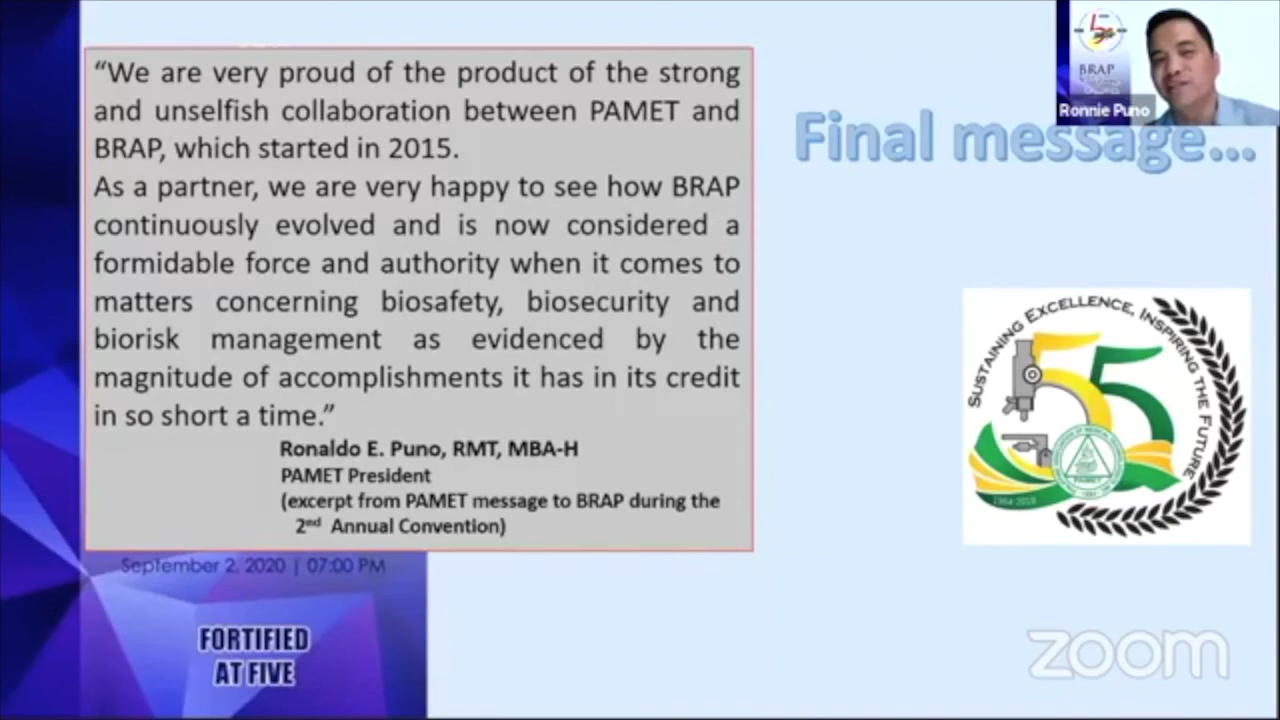 “We are very proud of the product of the strong
and unselfish collaboration between PAMET and
BRAP, which started in 2015.
As a partner, we are very happy to see how BRAP
continuously evolved and is now considered a
formidable force and authority when it comes to
matters concerning biosafety, biosecurity and
biorisk management as evidenced by the
magnitude of accomplishments it has in its credit
in so short a time.”
Ronaldo E. Puno, RMT, MBA-H
PAMET President
(excerpt from PAMET message to BRAP during the
2nd Annual Convention)
September 2, 2020 | 07:00 PM
FORTIFIED
AT FIVE
BRAP
Ronnie Puno
Final message...
SUSTAINING EXCELLENCE, INSPIRING THE FUTURE
55
PAMET
zoom